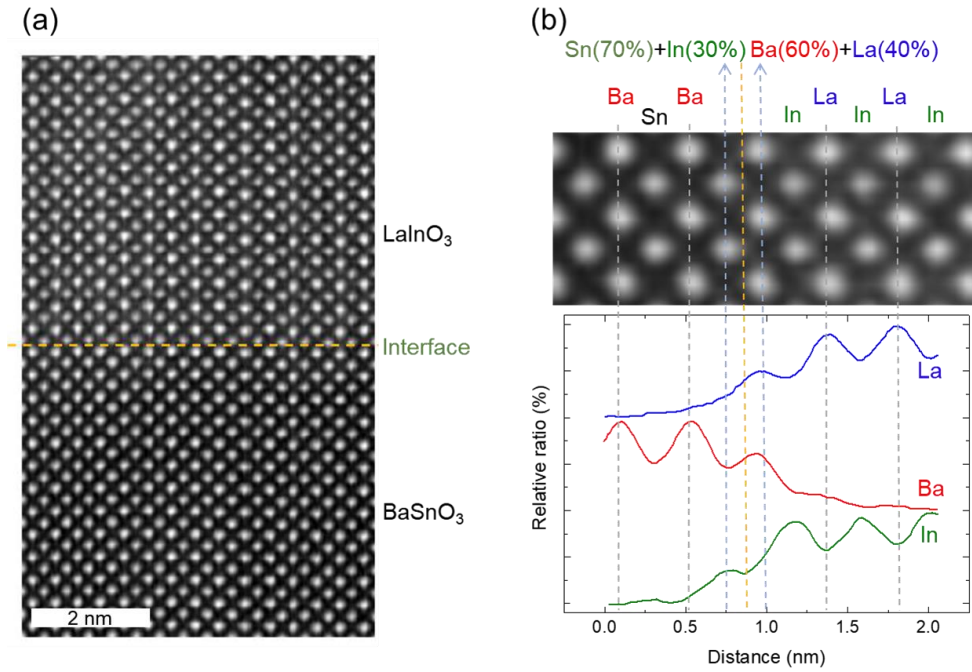 (a)
LaInO₃
Interface
BaSnO₃
2 nm
(b)
Sn(70%)+In(30%) Ba(60%)+La(40%)
Ba Ba La La
Sn In In In
La
Ba
In
Relative ratio (%)
0.0 0.5 1.0 1.5 2.0
Distance (nm)